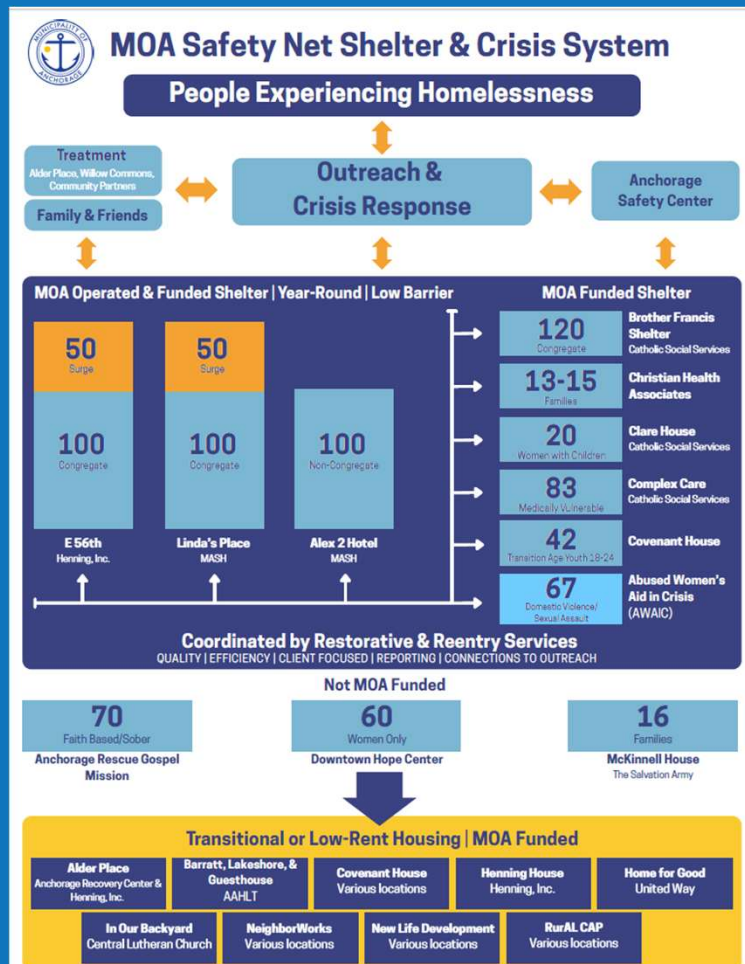 MUNICIPALITY OF
ANCHORAGE
MOA Safety Net Shelter & Crisis System
People Experiencing Homelessness
Treatment
Alder Place, Willow Commons,
Community Partners
Family & Friends
Outreach &
Crisis Response
Anchorage
Safety Center
MOA Operated & Funded Shelter | Year-Round | Low Barrier
50
Surge
100
Congregate
E 56th
Henning, Inc.
50
Surge
100
Congregate
Linda's Place
MASH
100
Non-Congregate
Alex 2 Hotel
MASH
MOA Funded Shelter
120
Congregate
Brother Francis
Shelter
Catholic Social Services
13-15
Families
Christian Health
Associates
20
Women with Children
Clare House
Catholic Social Services
83
Medically Vulnerable
Complex Care
Catholic Social Services
42
Transition Age Youth 18-24
Covenant House
67
Domestic Violence/
Sexual Assault
Abused Women's
Aid in Crisis
(AWAIC)
Coordinated by Restorative & Reentry Services
QUALITY | EFFICIENCY | CLIENT FOCUSED | REPORTING | CONNECTIONS TO OUTREACH
Not MOA Funded
70
Faith Based/Sober
Anchorage Rescue Gospel
Mission
60
Women Only
Downtown Hope Center
16
Families
McKinnell House
The Salvation Army
Transitional or Low-Rent Housing | MOA Funded
Alder Place
Anchorage Recovery Center &
Henning, Inc.
Barratt, Lakeshore, &
Guesthouse
AAHLT
Covenant House
Various locations
Henning House
Henning, Inc.
Home for Good
United Way
In Our Backyard
Central Lutheran Church
NeighborWorks
Various locations
New Life Development
Various locations
RurAL CAP
Various locations